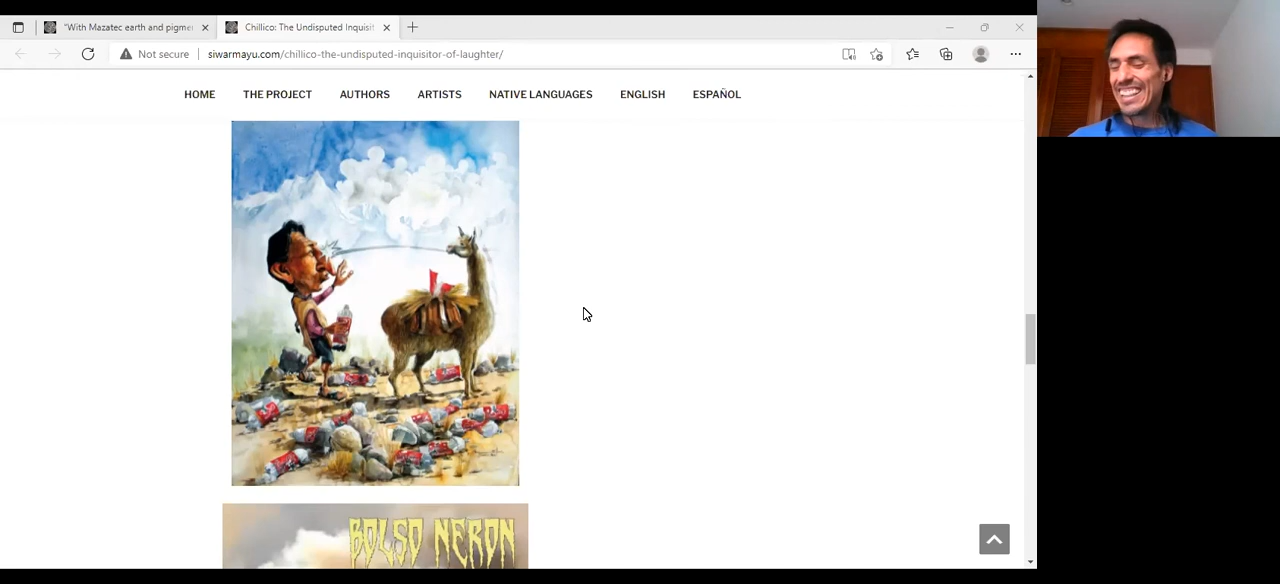 "With Mazatec earth and pigme
Chillico: The Undisputed Inquisit
Not secure
siwarmayu.com/chillico-the-undisputed-inquisitor-of-laughter/
HOME THE PROJECT AUTHORS ARTISTS NATIVE LANGUAGES ENGLISH ESPAÑOL
BOLSO NERON